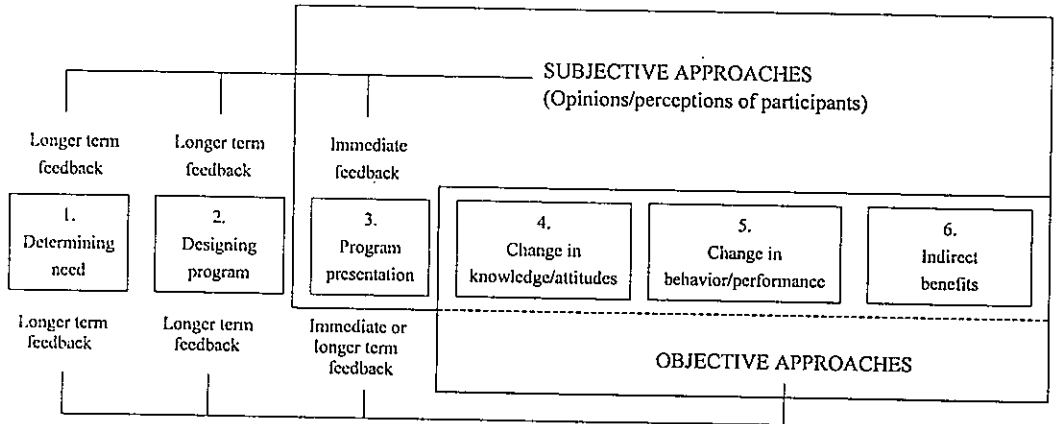 SUBJECTIVE APPROACHES
(Opinions/perceptions of participants)
Longer term
feedback
Longer term
feedback
Immediate
feedback
1.
Determining
need
2.
Designing
program
3.
Program
presentation
4.
Change in
knowledge/attitudes
5.
Change in
behavior/performance
6.
Indirect
benefits
Longer term
feedback
Longer term
feedback
Immediate or
longer term
feedback
OBJECTIVE APPROACHES